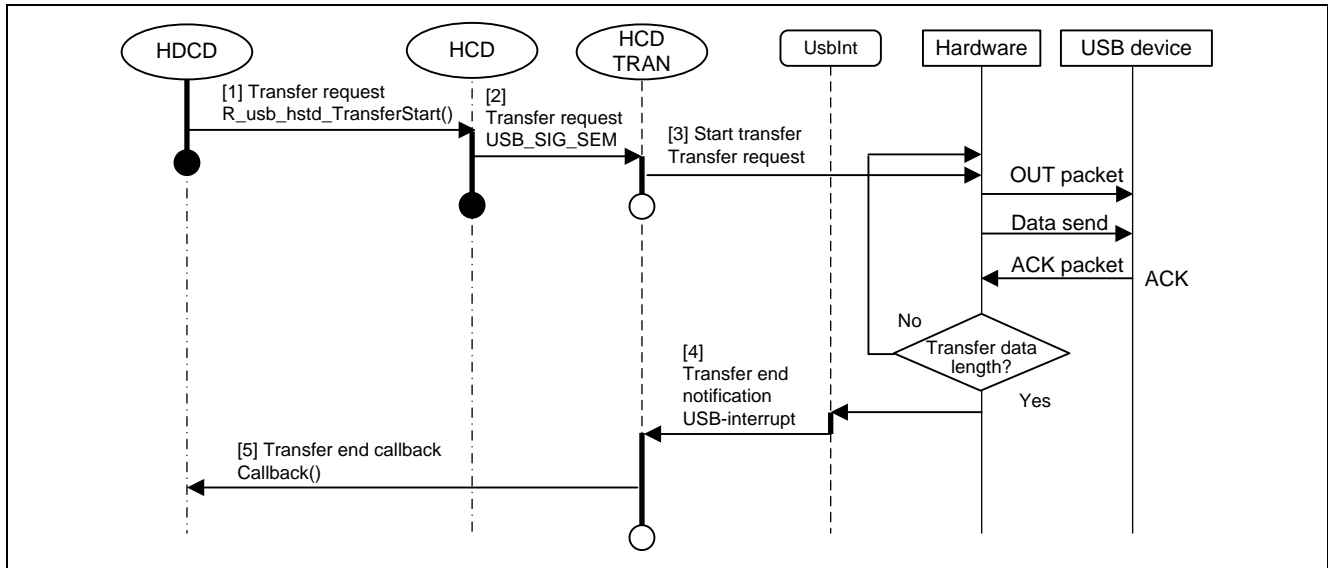 HDCD
HCD
HCD
TRAN
UsbInt
Hardware
USB device
[1] Transfer request
R_usb_hstd_TransferStart()
[2]
Transfer request
USB_SIG_SEM
[3] Start transfer
Transfer request
OUT packet
Data send
ACK packet
ACK
No
Transfer data
length?
Yes
[4]
Transfer end
notification
USB-interrupt
[5] Transfer end callback
Callback()